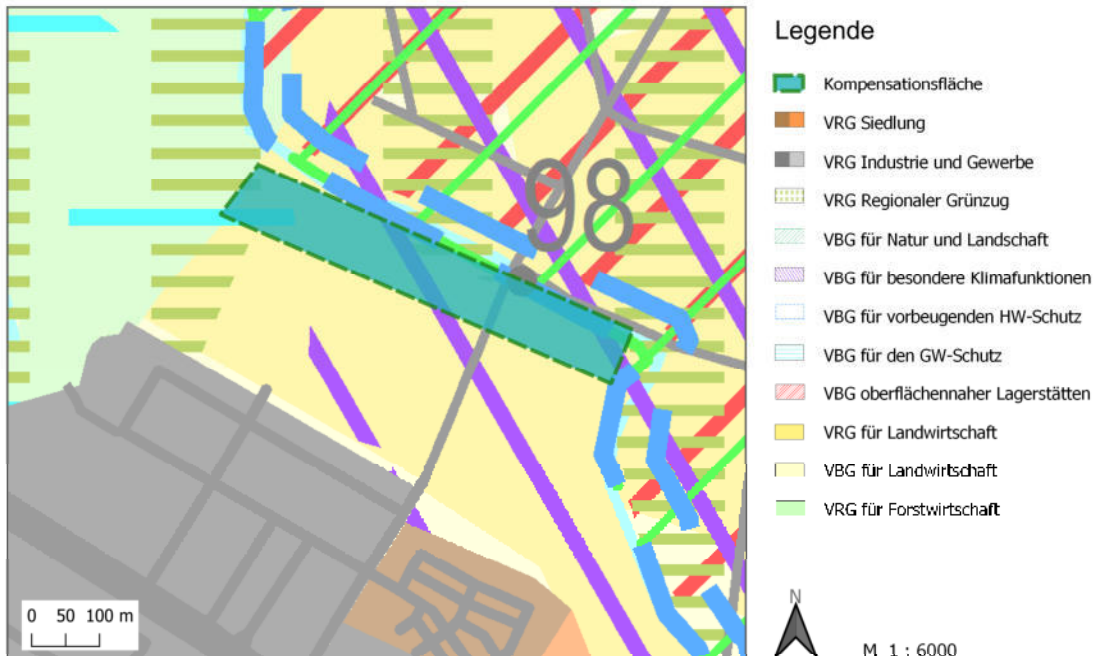 Legende
Kompensationsfläche
VRG Siedlung
VRG Industrie und Gewerbe
VRG Regionaler Grünzug
VBG für Natur und Landschaft
VBG für besondere Klimafunktionen
VBG für vorbeugenden HW-Schutz
VBG für den GW-Schutz
VBG oberflächennaher Lagerstätten
VRG für Landwirtschaft
VBG für Landwirtschaft
VRG für Forstwirtschaft
98
0 50 100 m
N
M 1 : 6000